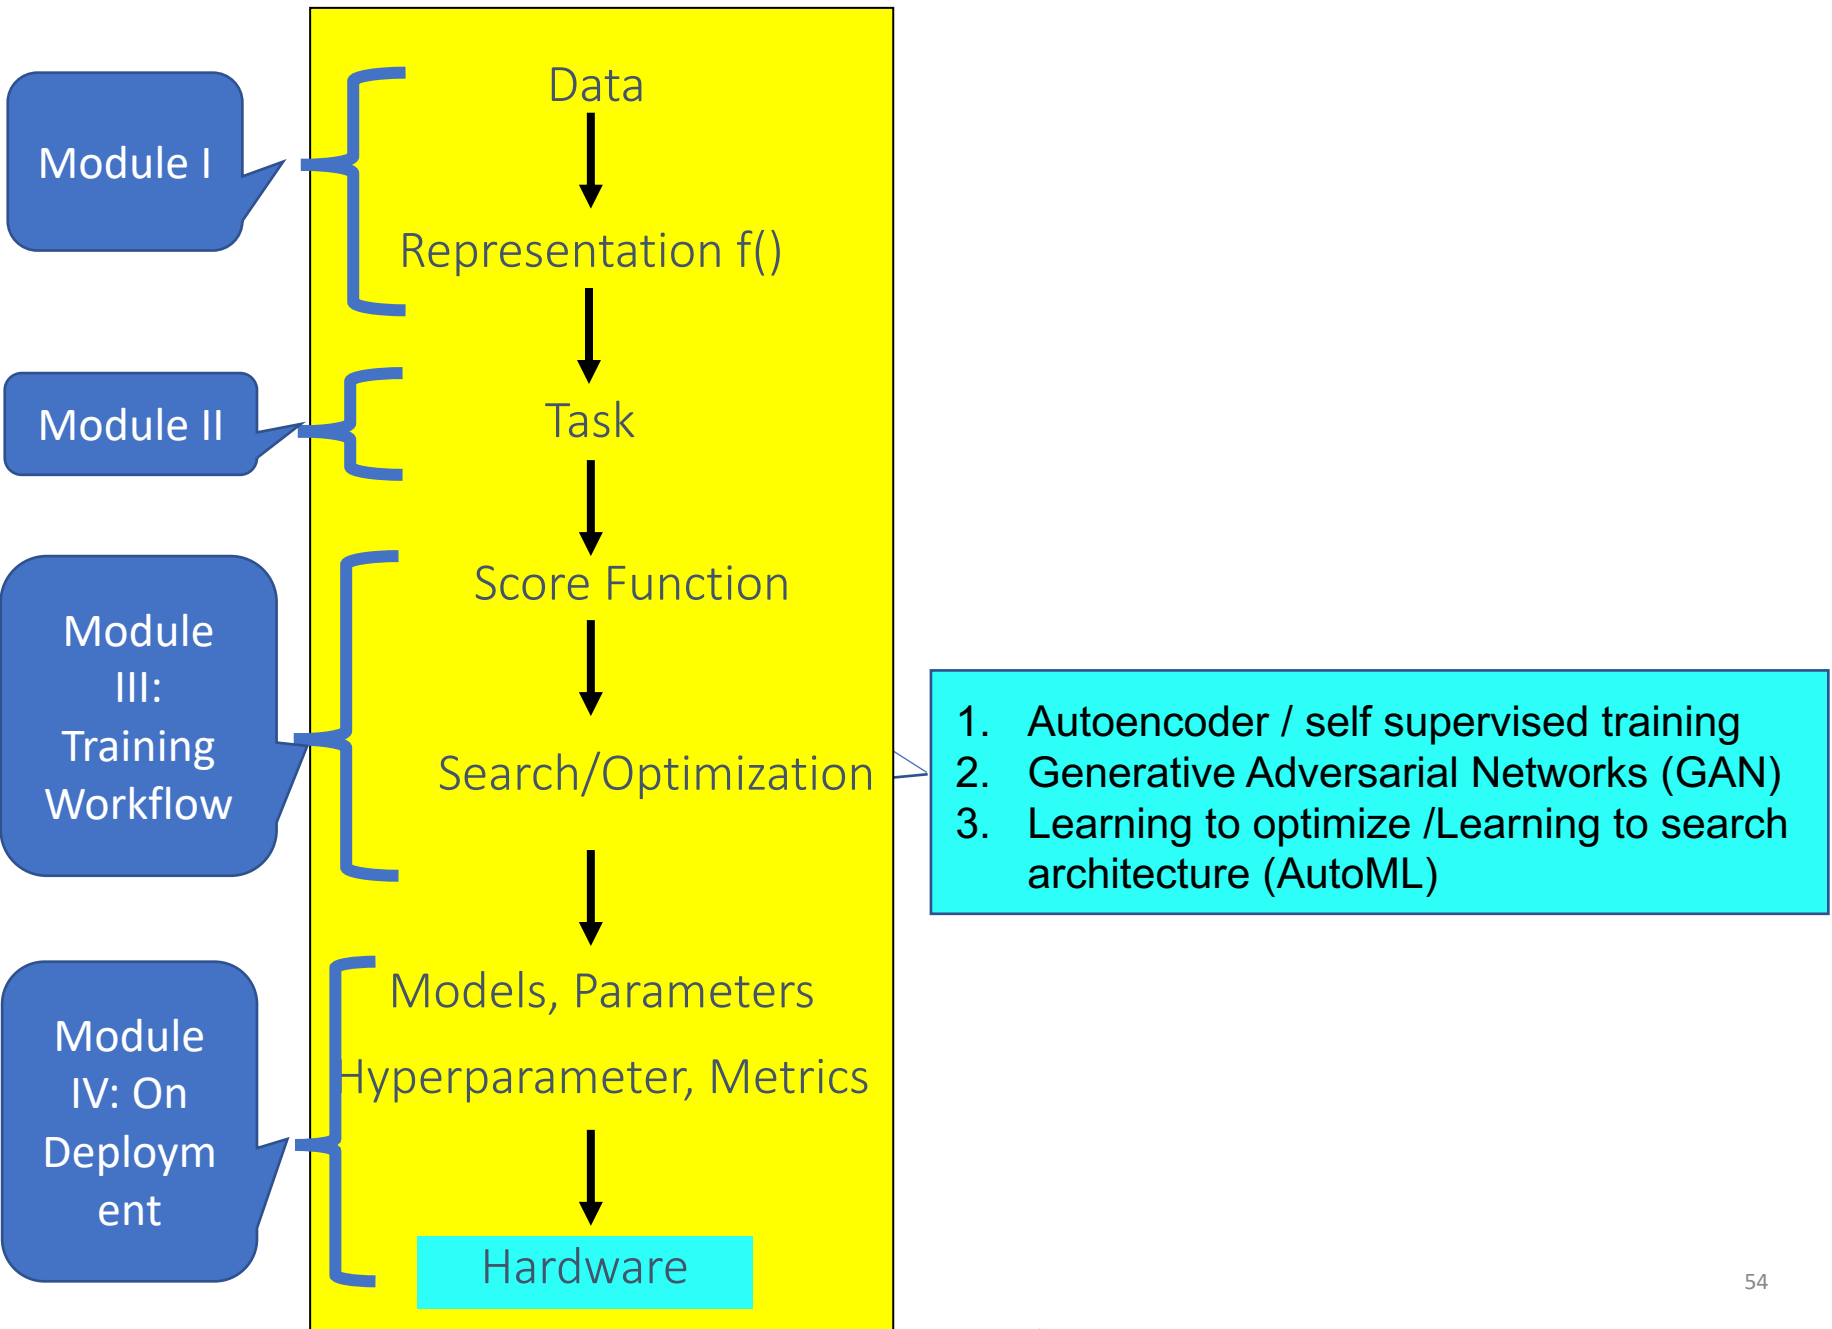 Module I
Data
Representation f()
Module II
Task
Module
III:
Training
Workflow
Score Function
Search/Optimization
1. Autoencoder / self supervised training
2. Generative Adversarial Networks (GAN)
3. Learning to optimize /Learning to search
architecture (AutoML)
Module
IV: On
Deploym
ent
Models, Parameters
Hyperparameter, Metrics
Hardware
54